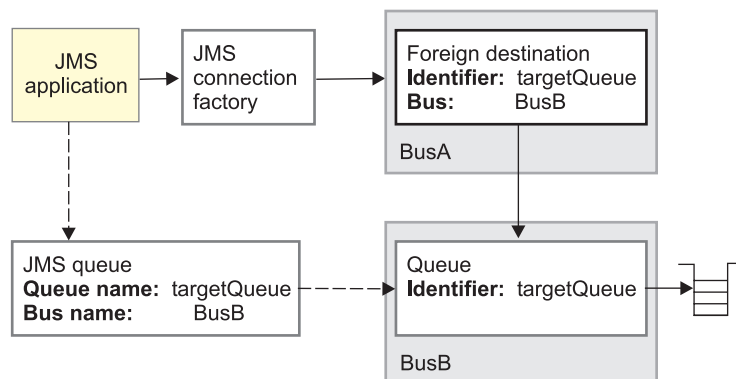 JMS
application
JMS
connection
factory
Foreign destination
Identifier: targetQueue
Bus: BusB
BusA
JMS queue
Queue name: targetQueue
Bus name: BusB
Queue
Identifier: targetQueue
BusB